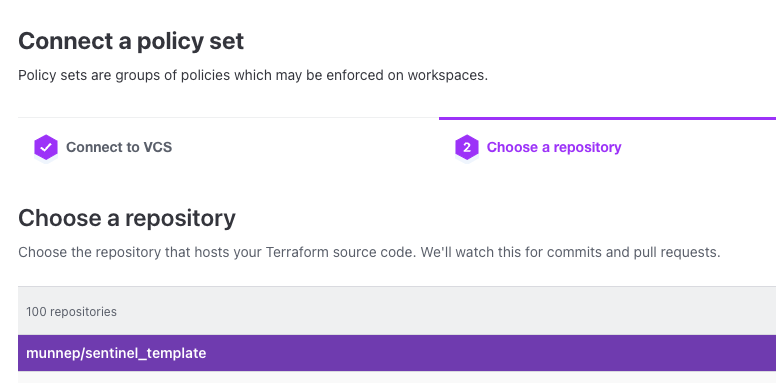 Connect a policy set
Policy sets are groups of policies which may be enforced on workspaces.
Connect to VCS
2 Choose a repository
Choose a repository
Choose the repository that hosts your Terraform source code. We'll watch this for commits and pull requests.
100 repositories
munnep/sentinel_template